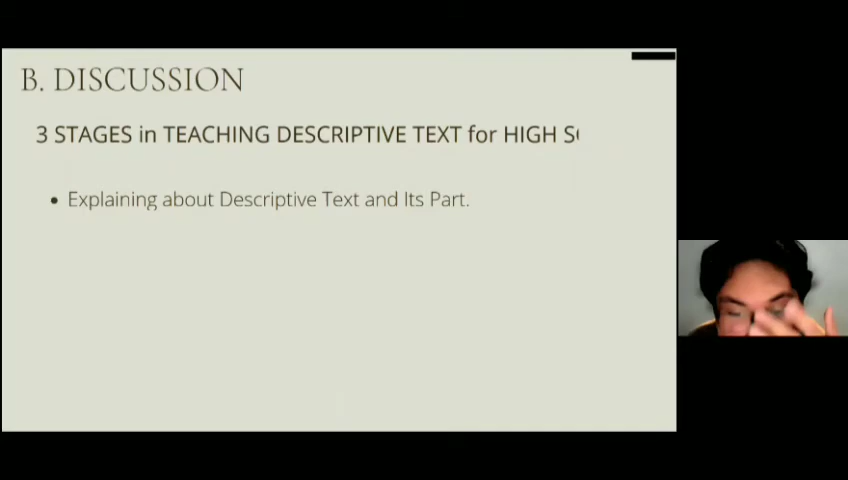 B. DISCUSSION
3 STAGES in TEACHING DESCRIPTIVE TEXT for HIGH
Explaining about Descriptive Text and Its Part.